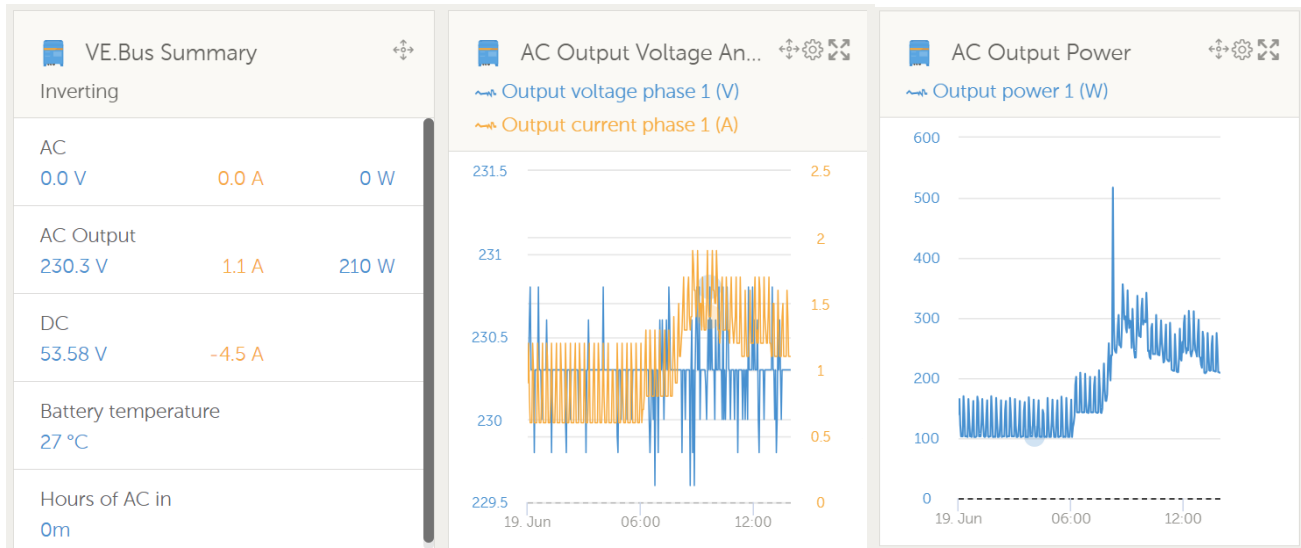 VE.Bus Summary
Inverting
AC
0.0 V 0.0 A 0 W
AC Output
230.3 V 1.1 A 210 W
DC
53.58 V -4.5 A
Battery temperature
27 °C
Hours of AC in
0m
AC Output Voltage An...
Output voltage phase 1 (V)
Output current phase 1 (A)
231.5 2.5
2
231
1.5
230.5
1
230
0.5
229.5 0
19. Jun 06:00 12:00
AC Output Power
Output power 1 (W)
600
500
400
300
200
100
0
19. Jun 06:00 12:00